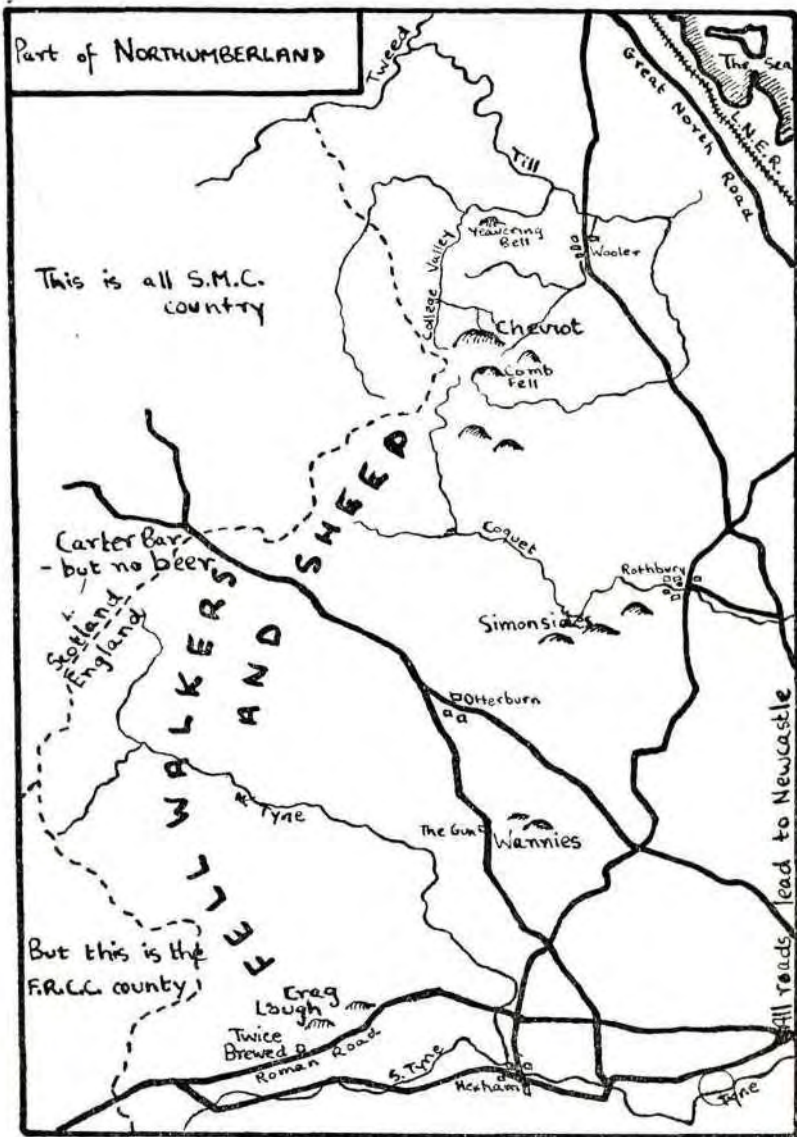 Part of NORTHUMBERLAND
Tweed
The Sea
L.N.E.R.
Great North
Road
Till
Yeavering
Bell
Wooler
College Valley
This is all S.M.C.
country
Cheviot
Comb
Fell
Carter Bar
- but no beer
Scotland
England
FELL WALKERS
AND SHEEP
Coquet
Rothbury
Simonsides
Otterburn
N. Tyne
The Gun
Wannies
All roads lead to Newcastle
But this is the
F.R.C.C. county
Crag
Lough
Twice
Brewed
Roman Road
S. Tyne
Hexham
Tyne